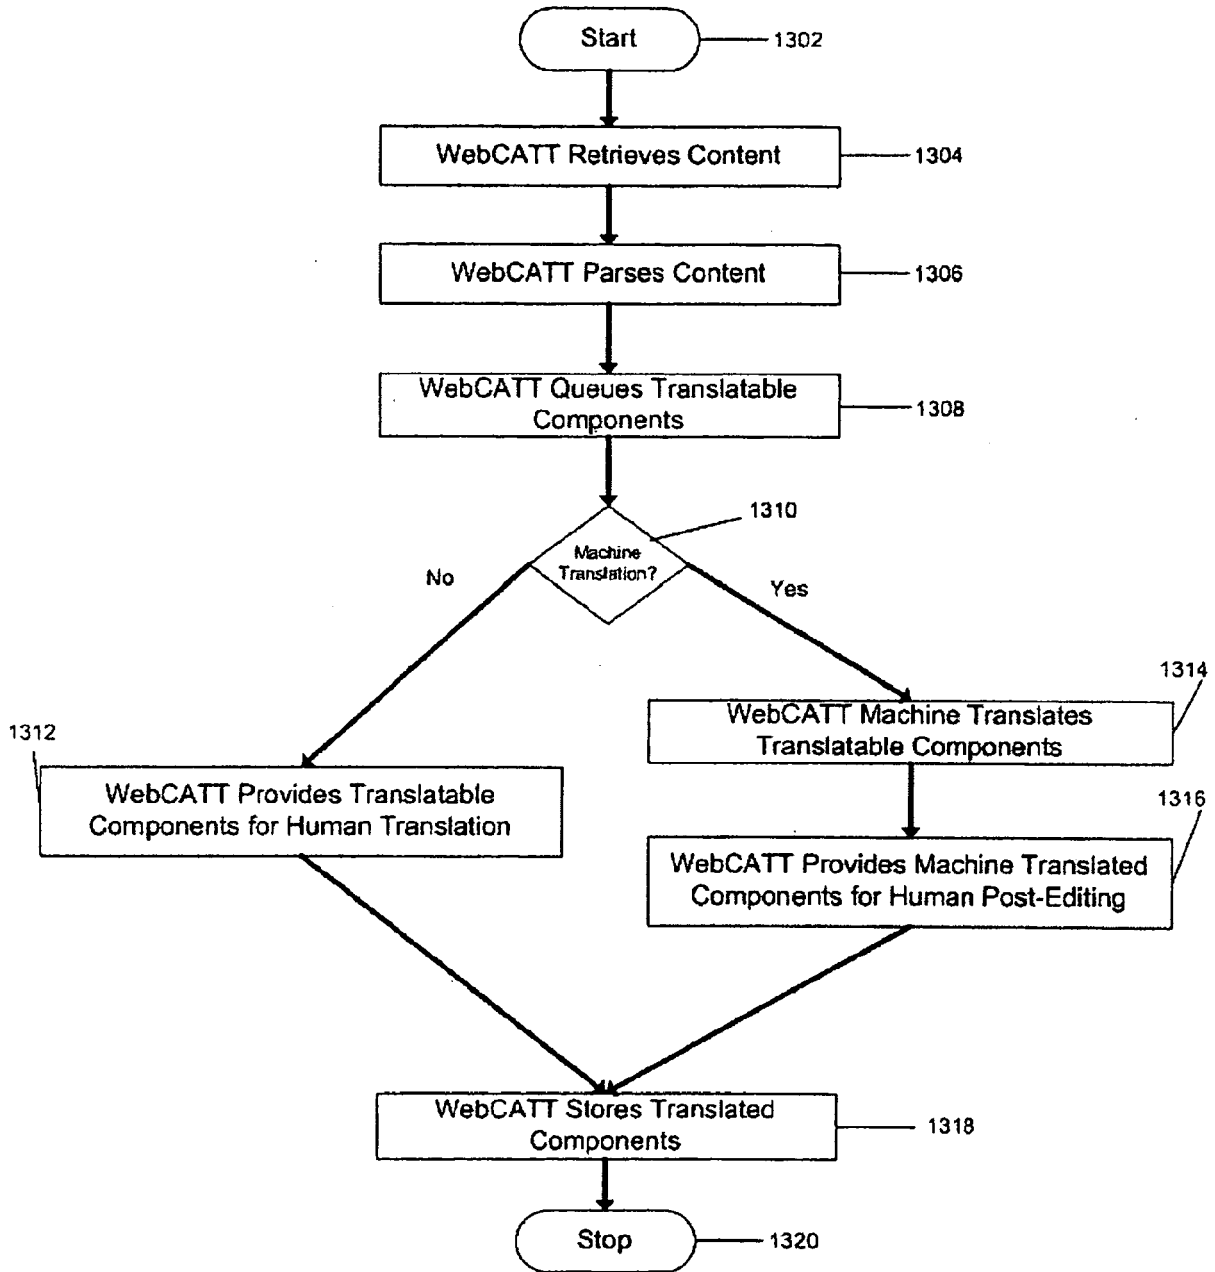 Start
1302
WebCATT Retrieves Content
1304
WebCATT Parses Content
1306
WebCATT Queues Translatable
Components
1308
1310
Machine
Translation?
No
Yes
1314
WebCATT Machine Translates
Translatable Components
1312
WebCATT Provides Translatable
Components for Human Translation
1316
WebCATT Provides Machine Translated
Components for Human Post-Editing
WebCATT Stores Translated
Components
1318
Stop
1320